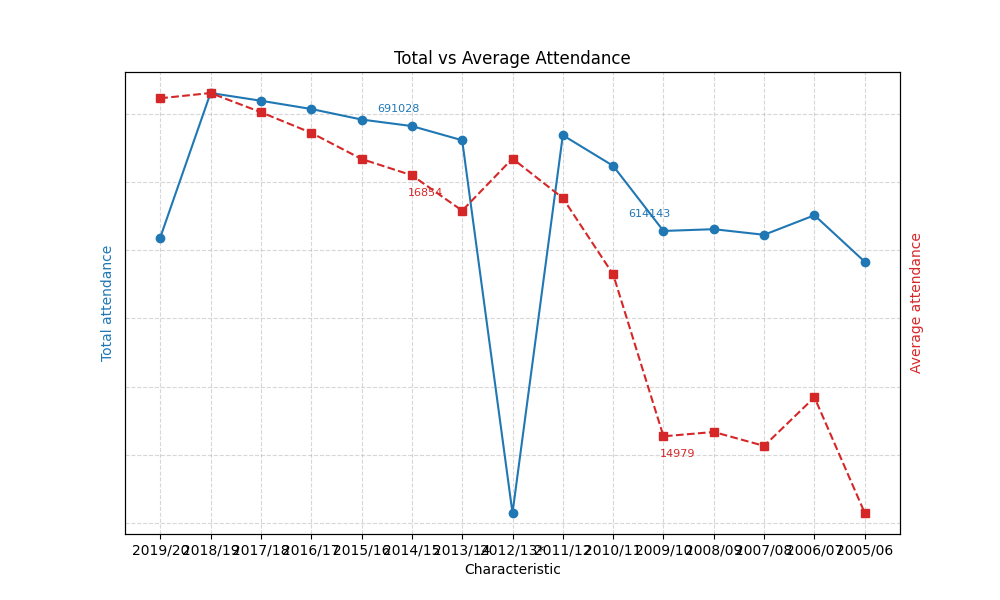 Total vs Average Attendance
691028
16834
614143
14979
Total attendance
Average attendance
2019/20 2018/19 2017/18 2016/17 2015/16 2014/15 2013/14 2012/13* 2011/12 2010/11 2009/10 2008/09 2007/08 2006/07 2005/06
Characteristic